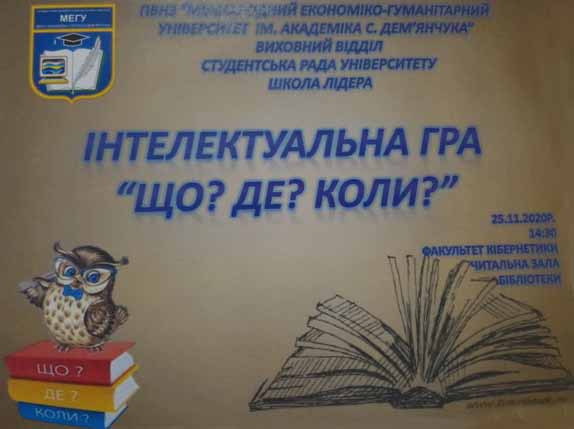 МЕГУ
ПВНЗ "МІЖНАРОДНИЙ ЕКОНОМІКО-ГУМАНІТАРНИЙ
УНІВЕРСИТЕТ ІМ. АКАДЕМІКА С. ДЕМ'ЯНЧУКА"
ВИХОВНИЙ ВІДДІЛ
СТУДЕНТСЬКА РАДА УНІВЕРСИТЕТУ
ШКОЛА ЛІДЕРА
ІНТЕЛЕКТУАЛЬНА ГРА
"ЩО? ДЕ? КОЛИ?"
25.11.2020Р.
14:30
ФАКУЛЬТЕТ КІБЕРНЕТИКИ
ЧИТАЛЬНА ЗАЛА
БІБЛІОТЕКИ
ЩО ?
ДЕ ?
КОЛИ ?